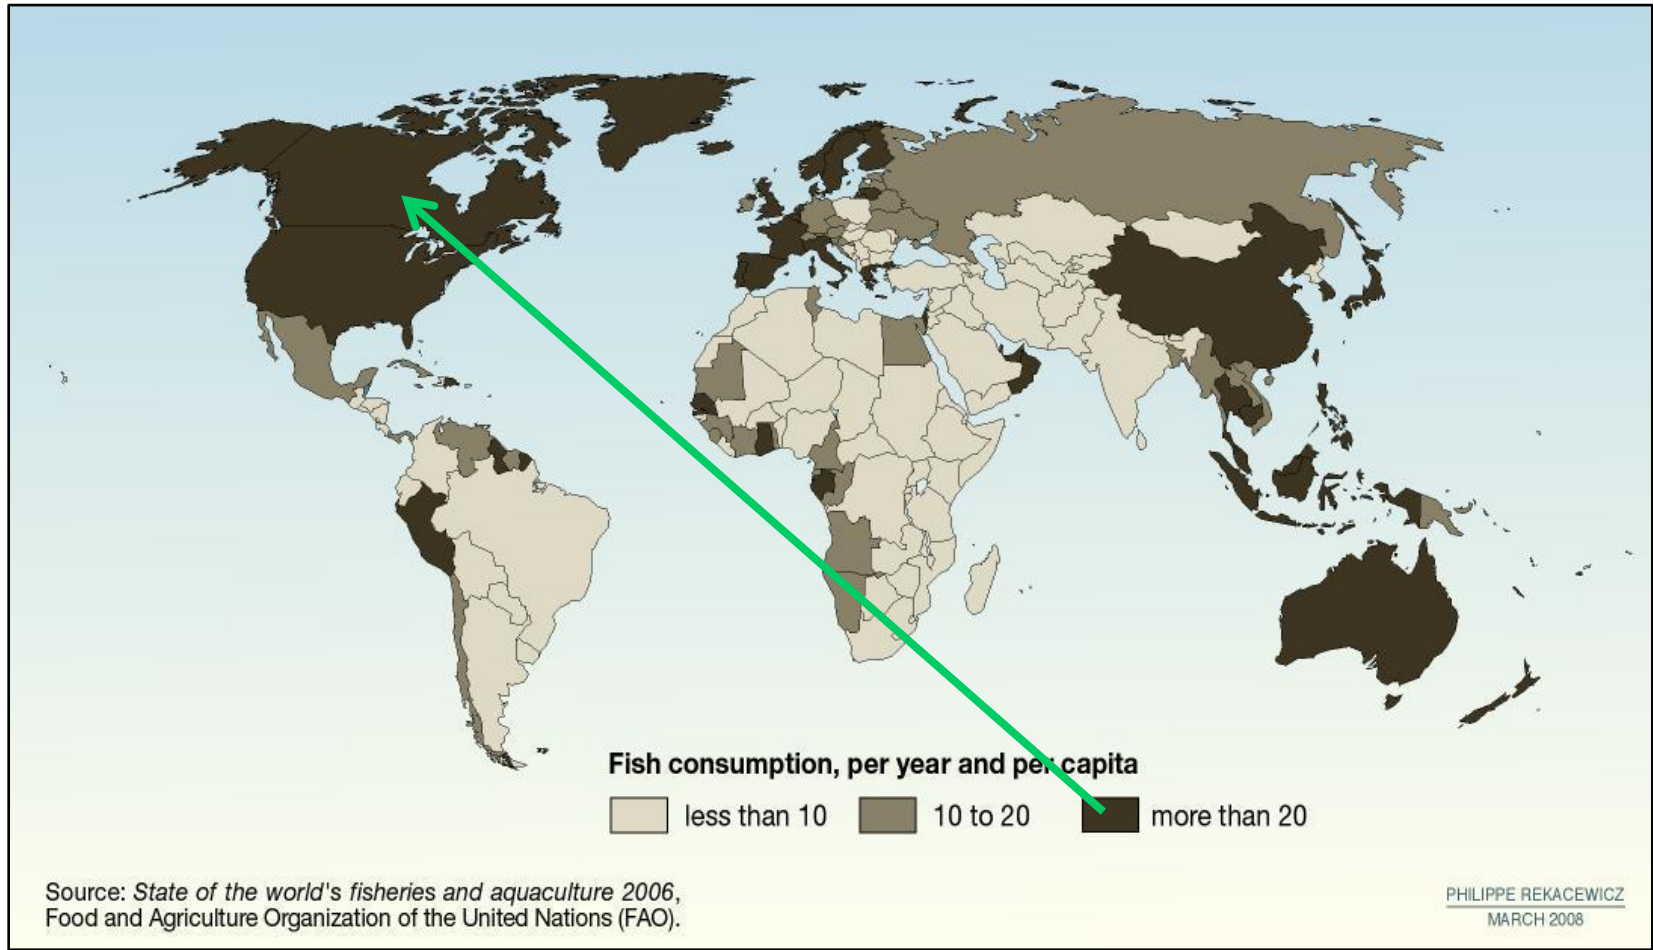 Fish consumption, per year and per capita
less than 10
10 to 20
more than 20
Source: State of the world's fisheries and aquaculture 2006,
Food and Agriculture Organization of the United Nations (FAO).
PHILIPPE REKACEWICZ
MARCH 2008